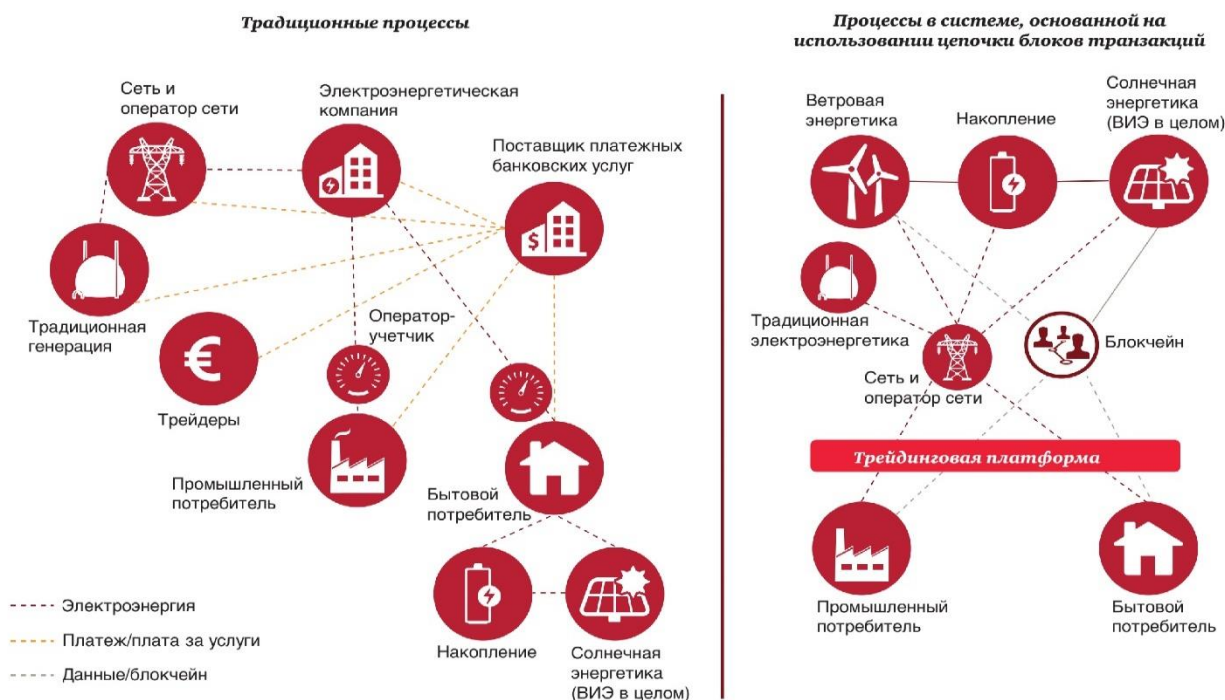 Традиционные процессы
Сеть и
оператор сети
Электроэнергетическая
компания
Поставщик платежных
банковских услуг
$
Традиционная
генерация
€
Трейдеры
Оператор-
учетчик
Промышленный
потребитель
Бытовой
потребитель
Накопление
Солнечная
энергетика
(ВИЭ в целом)
Электроэнергия
Платеж/плата за услуги
Данные/блокчейн
Процессы в системе, основанной на
использовании цепочки блоков транзакций
Ветровая
энергетика
Накопление
Солнечная
энергетика
(ВИЭ в целом)
Традиционная
электроэнергетика
Сеть и
оператор сети
Блокчейн
Трейдинговая платформа
Промышленный
потребитель
Бытовой
потребитель